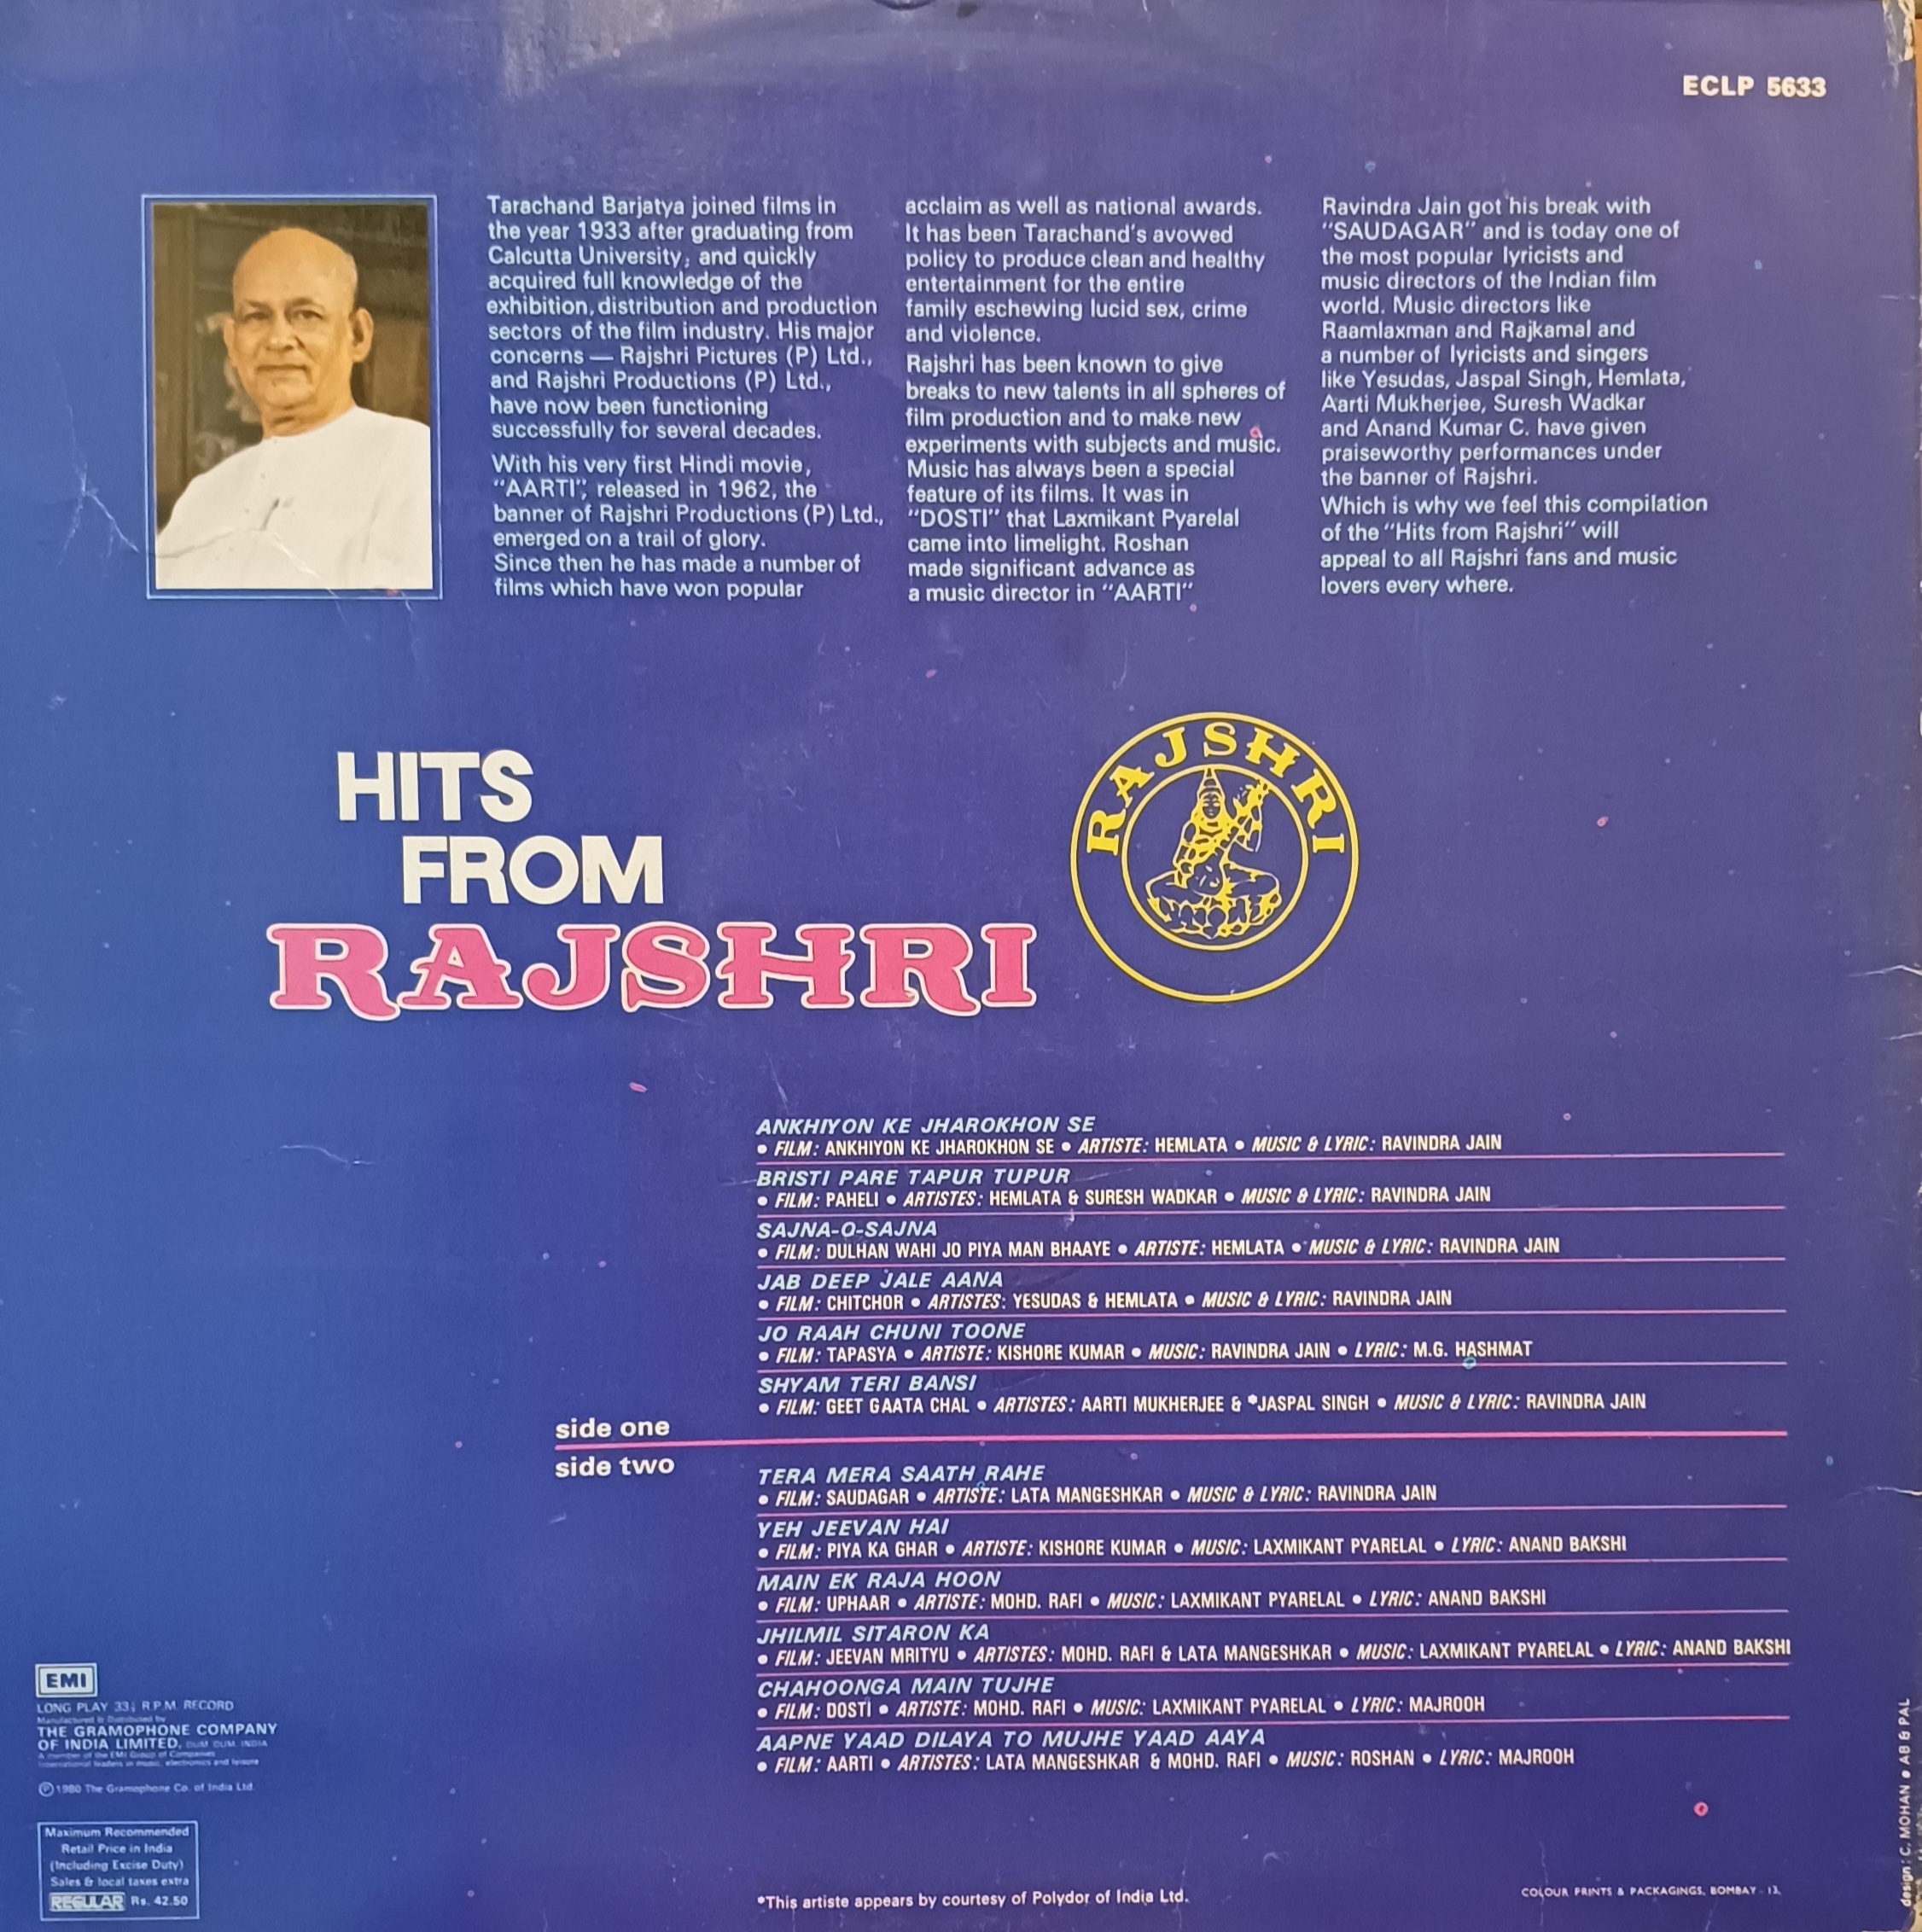 ECLP 5633
Tarachand Barjatya joined films in
the year 1933 after graduating from
Calcutta University, and quickly
acquired full knowledge of the
exhibition, distribution and production
sectors of the film industry. His major
concerns — Rajshri Pictures (P) Ltd.,
and Rajshri Productions (P) Ltd.,
have now been functioning
successfully for several decades.
With his very first Hindi movie,
"AARTI", released in 1962, the
banner of Rajshri Productions (P) Ltd.,
emerged on a trail of glory.
Since then he has made a number of
films which have won popular
acclaim as well as national awards.
It has been Tarachand's avowed
policy to produce clean and healthy
entertainment for the entire
family eschewing lucid sex, crime
and violence.
Rajshri has been known to give
breaks to new talents in all spheres of
film production and to make new
experiments with subjects and music.
Music has always been a special
feature of its films. It was in
"DOSTI" that Laxmikant Pyarelal
came into limelight. Roshan
made significant advance as
a music director in "AARTI"
Ravindra Jain got his break with
"SAUDAGAR" and is today one of
the most popular lyricists and
music directors of the Indian film
world. Music directors like
Raamlaxman and Rajkamal and
a number of lyricists and singers
like Yesudas, Jaspal Singh, Hemlata,
Aarti Mukherjee, Suresh Wadkar
and Anand Kumar C. have given
praiseworthy performances under
the banner of Rajshri.
Which is why we feel this compilation
of the "Hits from Rajshri" will
appeal to all Rajshri fans and music
lovers every where.
HITS
FROM
RAJSHRI
RAJSHRI
ANKHIYON KE JHAROKHON SE
• FILM: ANKHIYON KE JHAROKHON SE • ARTISTE: HEMLATA • MUSIC & LYRIC: RAVINDRA JAIN
BRISTI PARE TAPUR TUPUR
• FILM: PAHELI • ARTISTES: HEMLATA & SURESH WADKAR • MUSIC & LYRIC: RAVINDRA JAIN
SAJNA-O-SAJNA
• FILM: DULHAN WAHI JO PIYA MAN BHAAYE • ARTISTE: HEMLATA • MUSIC & LYRIC: RAVINDRA JAIN
JAB DEEP JALE AANA
• FILM: CHITCHOR • ARTISTES: YESUDAS & HEMLATA • MUSIC & LYRIC: RAVINDRA JAIN
JO RAAH CHUNI TOONE
• FILM: TAPASYA • ARTISTE: KISHORE KUMAR • MUSIC: RAVINDRA JAIN • LYRIC: M.G. HASHMAT
SHYAM TERI BANSI
• FILM: GEET GAATA CHAL • ARTISTES: AARTI MUKHERJEE & *JASPAL SINGH • MUSIC & LYRIC: RAVINDRA JAIN
side one
side two
TERA MERA SAATH RAHE
• FILM: SAUDAGAR • ARTISTE: LATA MANGESHKAR • MUSIC & LYRIC: RAVINDRA JAIN
YEH JEEVAN HAI
• FILM: PIYA KA GHAR • ARTISTE: KISHORE KUMAR • MUSIC: LAXMIKANT PYARELAL • LYRIC: ANAND BAKSHI
MAIN EK RAJA HOON
• FILM: UPHAAR • ARTISTE: MOHD. RAFI • MUSIC: LAXMIKANT PYARELAL • LYRIC: ANAND BAKSHI
JHILMIL SITARON KA
• FILM: JEEVAN MRITYU • ARTISTES: MOHD. RAFI & LATA MANGESHKAR • MUSIC: LAXMIKANT PYARELAL • LYRIC: ANAND BAKSHI
CHAHOONGA MAIN TUJHE
• FILM: DOSTI • ARTISTE: MOHD. RAFI • MUSIC: LAXMIKANT PYARELAL • LYRIC: MAJROOH
AAPNE YAAD DILAYA TO MUJHE YAAD AAYA
• FILM: AARTI • ARTISTES: LATA MANGESHKAR & MOHD. RAFI • MUSIC: ROSHAN • LYRIC: MAJROOH
EMI
LONG PLAY 33⅓ R.P.M. RECORD
Manufactured & Distributed by
THE GRAMOPHONE COMPANY
OF INDIA LIMITED, DUM DUM, INDIA
A member of the EMI Group of Companies
International leaders in music, electronics and leisure
℗ 1980 The Gramophone Co. of India Ltd.
Maximum Recommended
Retail Price in India
(Including Excise Duty)
Sales & local taxes extra
REGULAR Rs. 42.50
*This artiste appears by courtesy of Polydor of India Ltd.
COLOUR PRINTS & PACKAGINGS, BOMBAY - 13.
design: C. MOHAN • AB & PAL